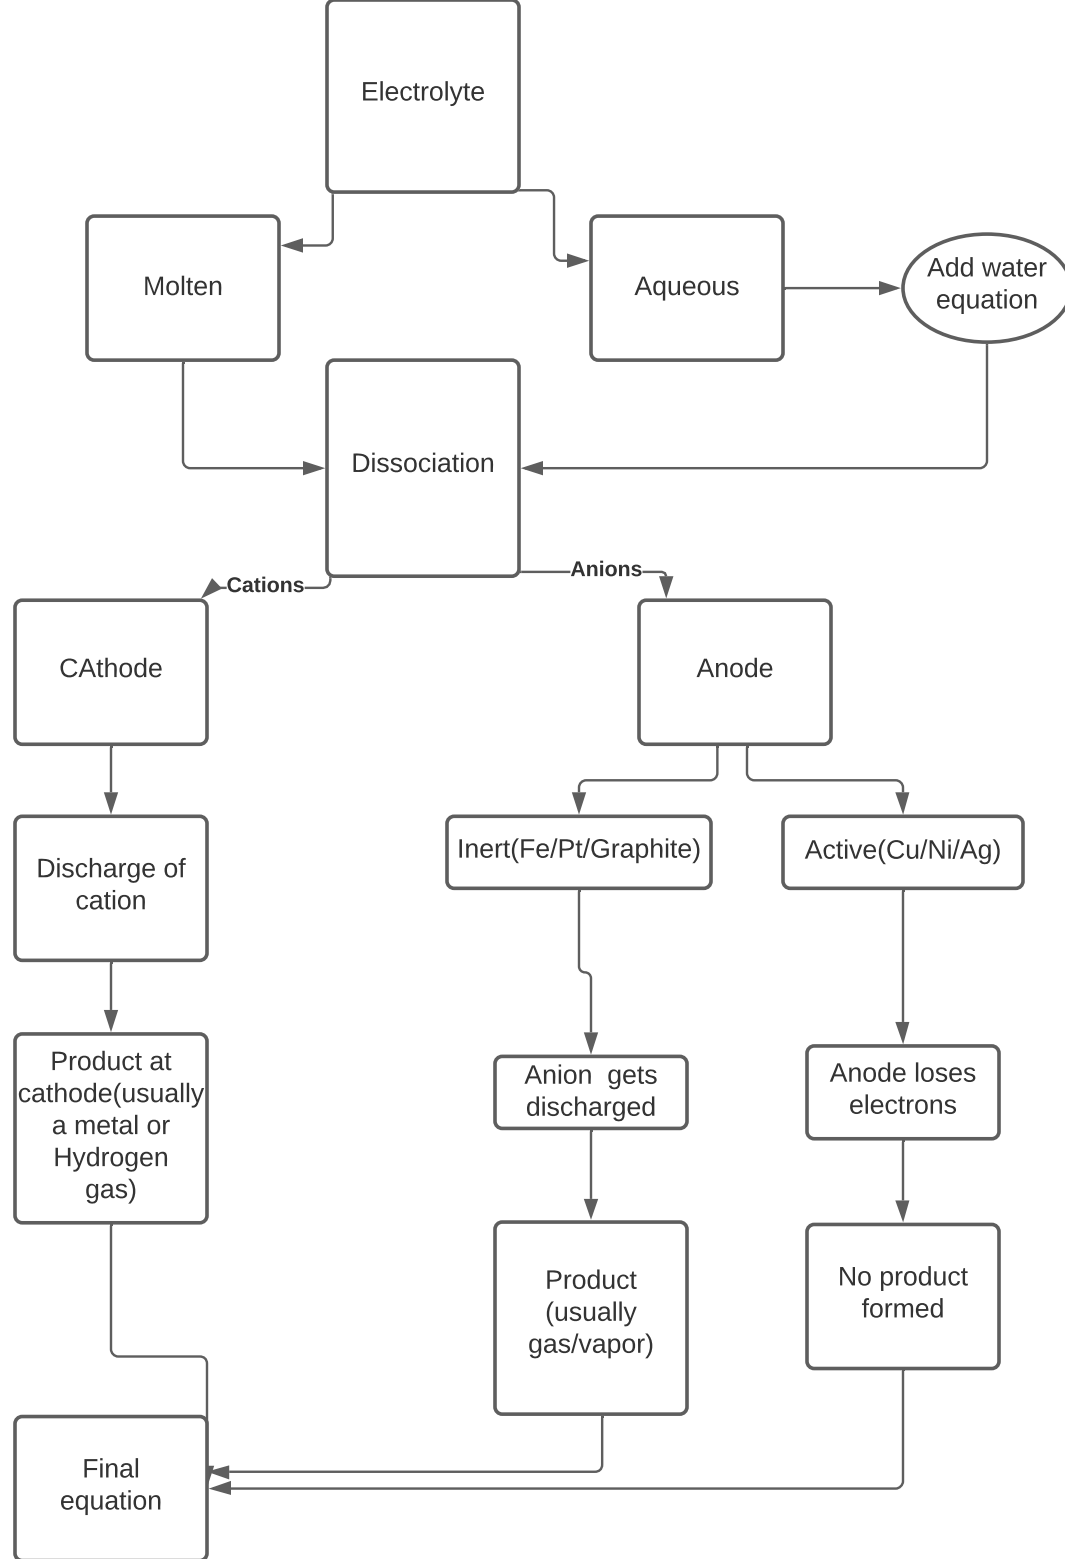 Electrolyte
Molten
Aqueous
Add water
equation
Dissociation
Cations
Anions
CAthode
Anode
Discharge of
cation
Inert(Fe/Pt/Graphite)
Active(Cu/Ni/Ag)
Product at
cathode(usually
a metal or
Hydrogen
gas)
Anion  gets
discharged
Anode loses
electrons
Product
(usually
gas/vapor)
No product
formed
Final
equation